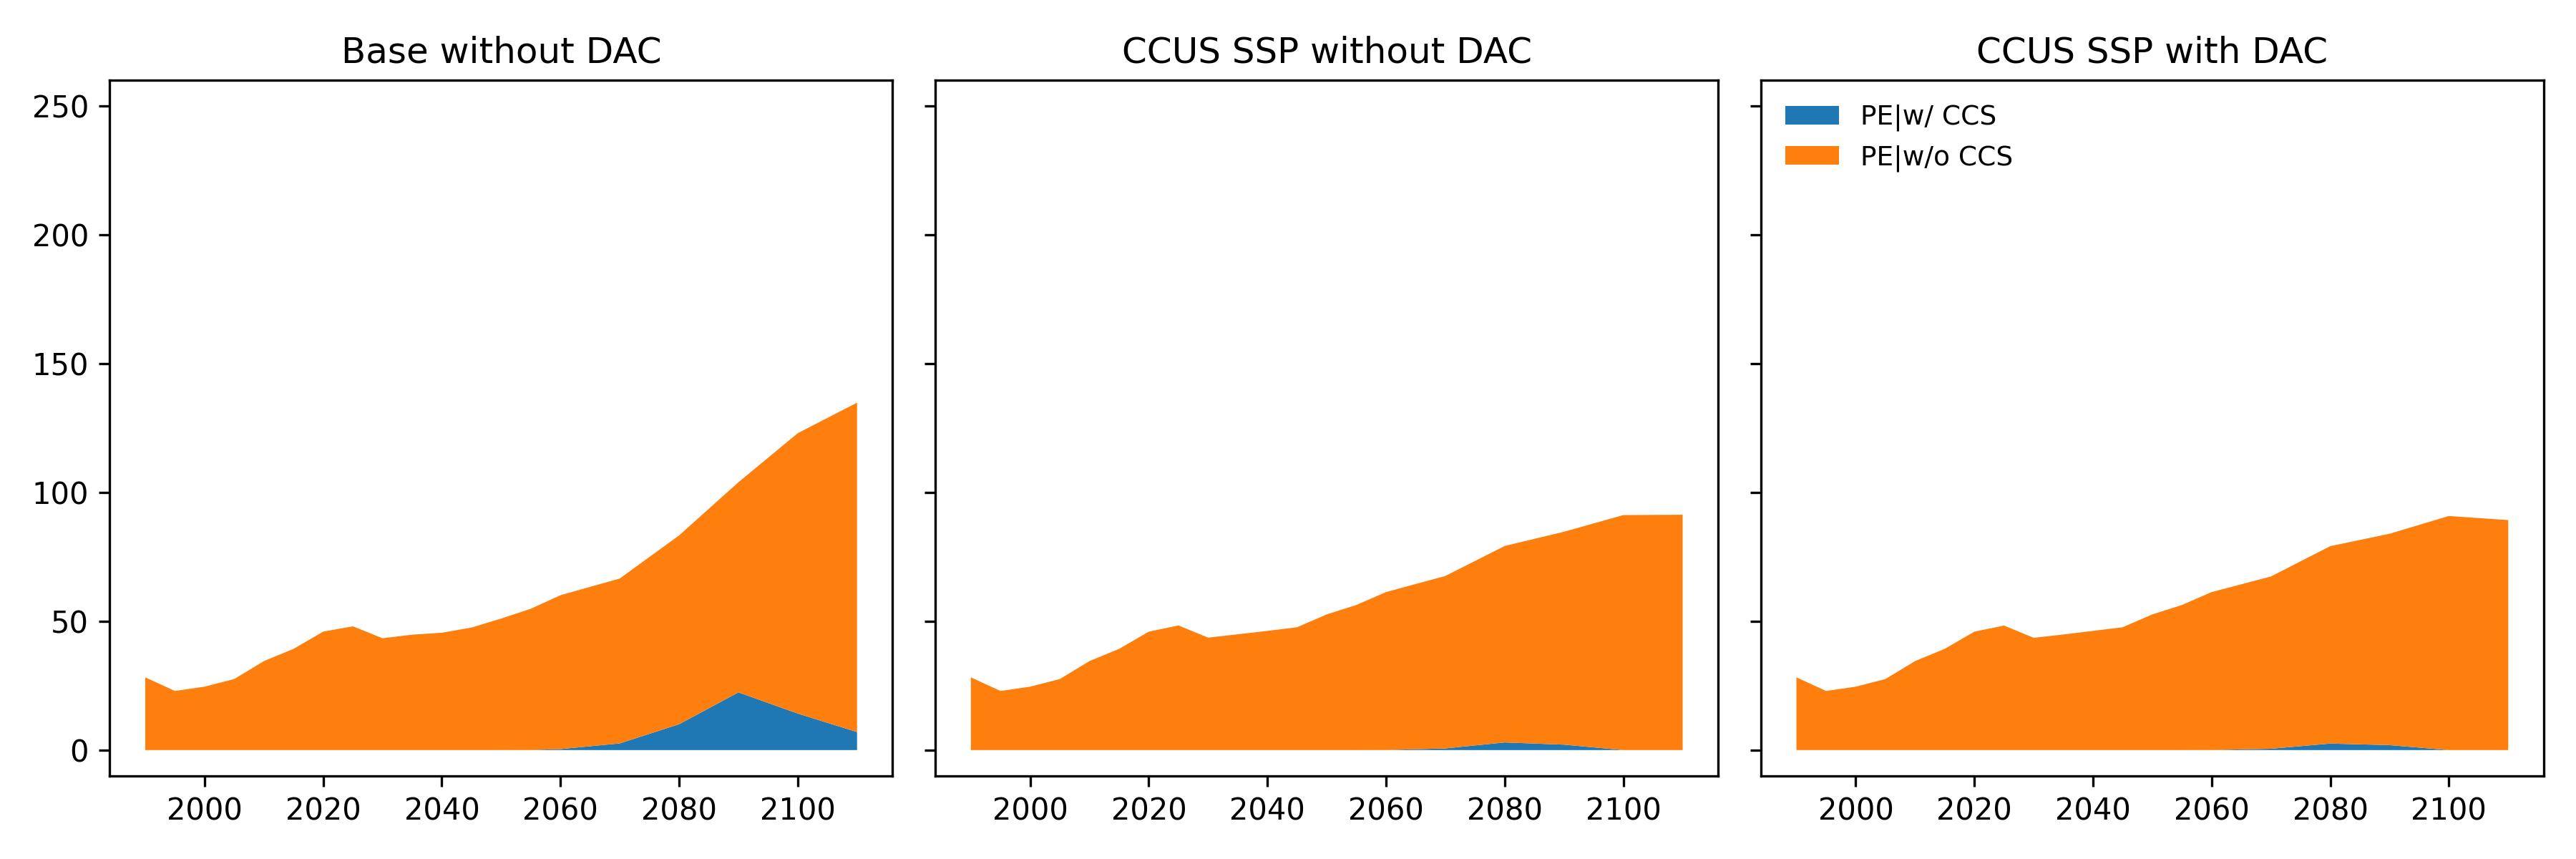 Base without DAC
CCUS SSP without DAC
CCUS SSP with DAC
250
200
150
100
50
0
PE|w/ CCS
PE|w/o CCS
2000 2020 2040 2060 2080 2100
2000 2020 2040 2060 2080 2100
2000 2020 2040 2060 2080 2100